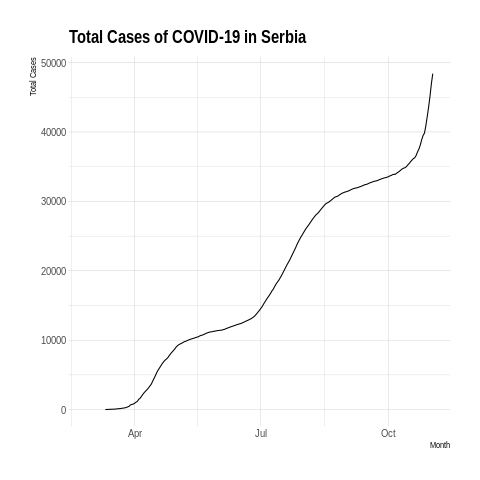 Total Cases of COVID-19 in Serbia
Total Cases
50000
40000
30000
20000
10000
0
Apr Jul Oct
Month